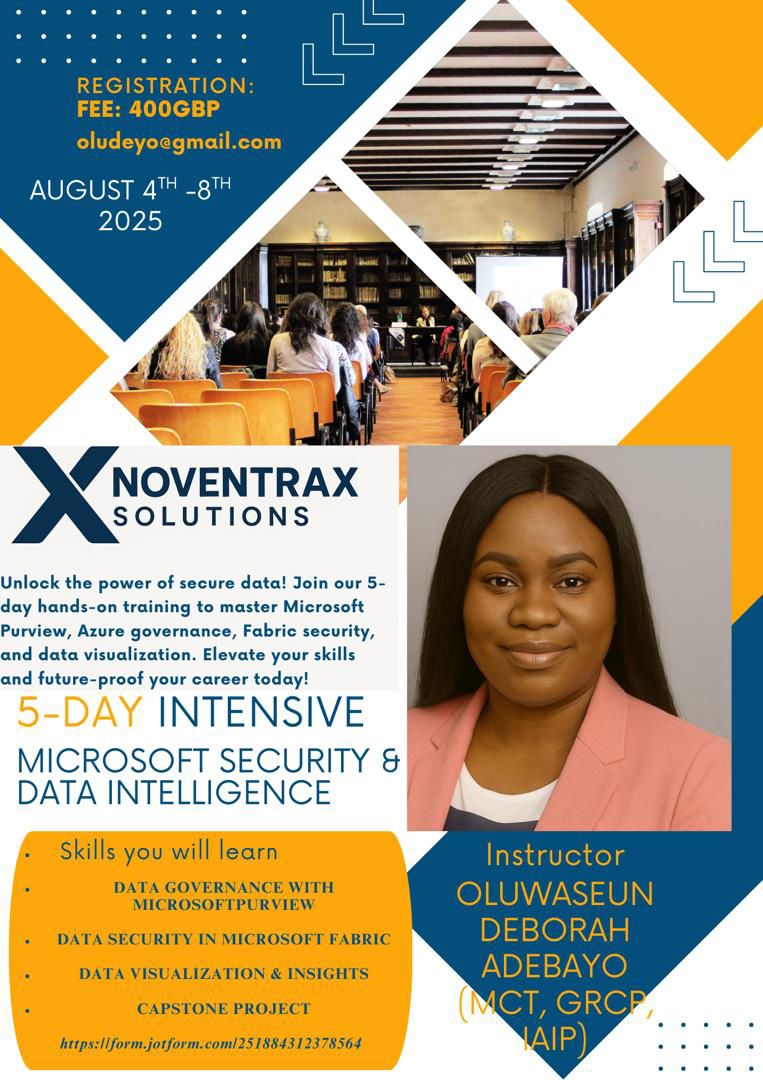 REGISTRATION:
FEE: 400GBP
oludeyo@gmail.com
AUGUST 4TH -8TH
2025
NOVENTRAX
SOLUTIONS
Unlock the power of secure data! Join our 5-
day hands-on training to master Microsoft
Purview, Azure governance, Fabric security,
and data visualization. Elevate your skills
and future-proof your career today!
5-DAY INTENSIVE
MICROSOFT SECURITY &
DATA INTELLIGENCE
• Skills you will learn
• DATA GOVERNANCE WITH
MICROSOFTPURVIEW
• DATA SECURITY IN MICROSOFT FABRIC
• DATA VISUALIZATION & INSIGHTS
• CAPSTONE PROJECT
https://form.jotform.com/251884312378564
Instructor
OLUWASEUN
DEBORAH
ADEBAYO
(MCT, GRCP,
IAIP)